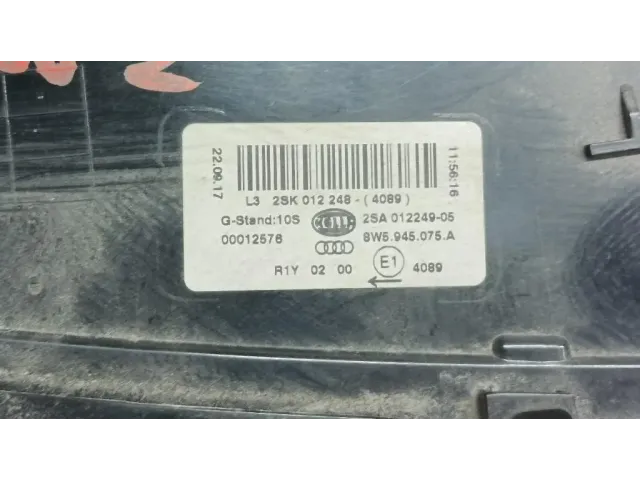 22.09.17
11:56:16
L3 2SK 012 248-(4089)
G-Stand:10S HELLA 2SA 012249-05
00012576 8W5.945.075.A
R1Y 02 00 E1 4089